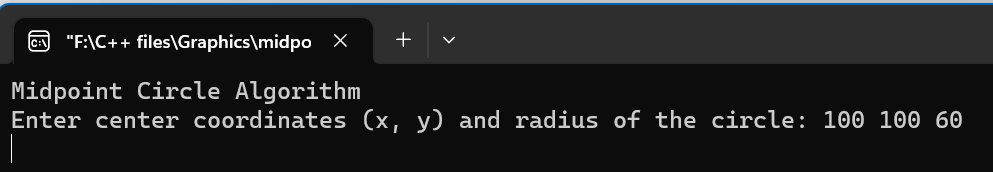 "F:\C++ files\Graphics\midpo
Midpoint Circle Algorithm
Enter center coordinates (x, y) and radius of the circle: 100 100 60